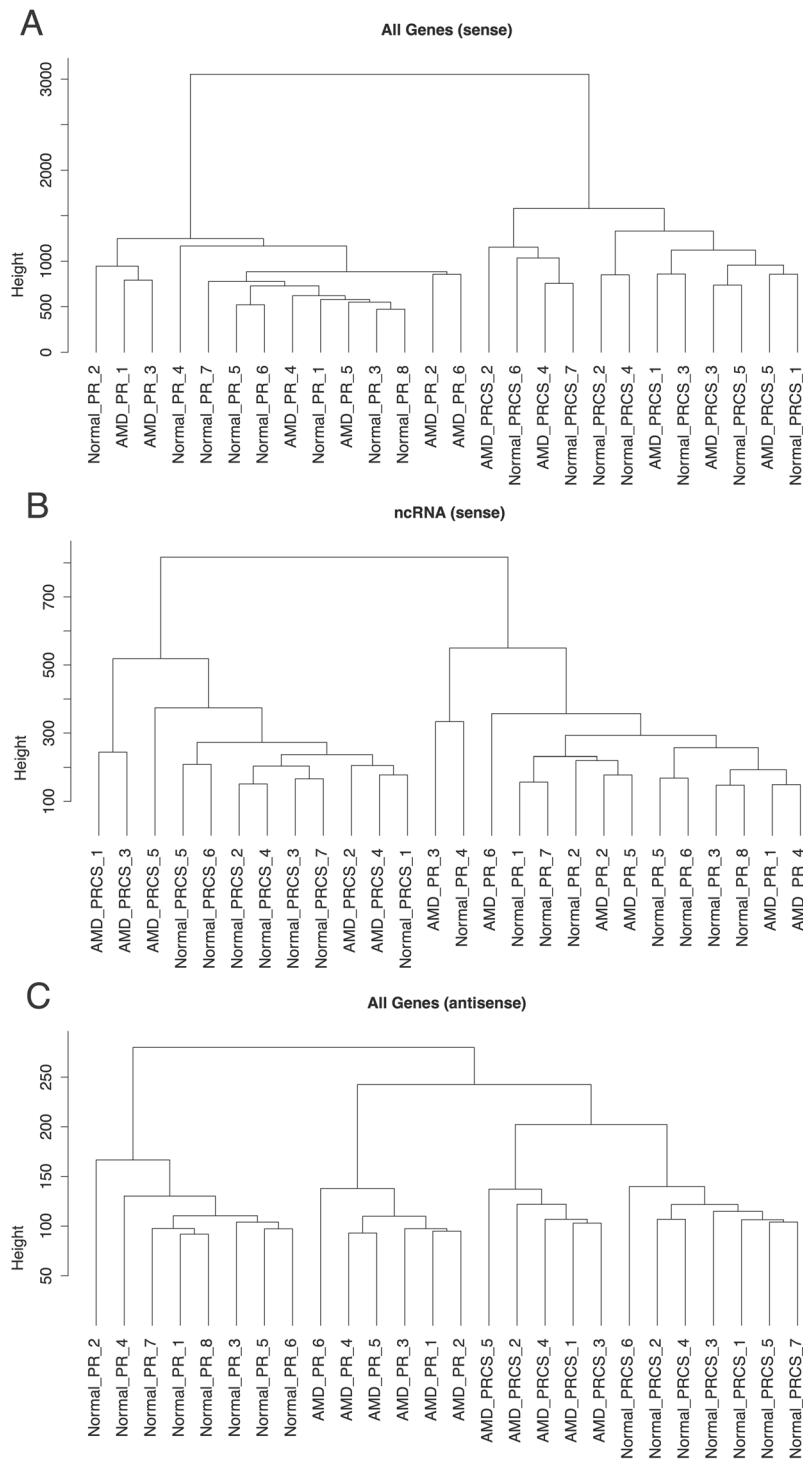 A
All Genes (sense)
Height
3000
2000
1000
500
0
Normal_PR_2
AMD_PR_1
AMD_PR_3
Normal_PR_4
Normal_PR_7
Normal_PR_5
Normal_PR_6
AMD_PR_4
Normal_PR_1
AMD_PR_5
Normal_PR_3
Normal_PR_8
AMD_PR_2
AMD_PR_6
AMD_PRCS_2
Normal_PRCS_6
AMD_PRCS_4
Normal_PRCS_7
Normal_PRCS_2
Normal_PRCS_4
AMD_PRCS_1
Normal_PRCS_3
AMD_PRCS_3
Normal_PRCS_5
AMD_PRCS_5
Normal_PRCS_1
B
ncRNA (sense)
Height
700
500
300
100
AMD_PRCS_1
AMD_PRCS_3
AMD_PRCS_5
Normal_PRCS_5
Normal_PRCS_6
Normal_PRCS_2
Normal_PRCS_4
Normal_PRCS_3
Normal_PRCS_7
AMD_PRCS_2
AMD_PRCS_4
Normal_PRCS_1
AMD_PR_3
Normal_PR_4
AMD_PR_6
Normal_PR_1
Normal_PR_7
Normal_PR_2
AMD_PR_2
AMD_PR_5
Normal_PR_5
Normal_PR_6
Normal_PR_3
Normal_PR_8
AMD_PR_1
AMD_PR_4
C
All Genes (antisense)
Height
250
200
150
100
50
Normal_PR_2
Normal_PR_4
Normal_PR_7
Normal_PR_1
Normal_PR_8
Normal_PR_3
Normal_PR_5
Normal_PR_6
AMD_PR_6
AMD_PR_4
AMD_PR_5
AMD_PR_3
AMD_PR_1
AMD_PR_2
AMD_PRCS_5
AMD_PRCS_2
AMD_PRCS_4
AMD_PRCS_1
AMD_PRCS_3
Normal_PRCS_6
Normal_PRCS_2
Normal_PRCS_4
Normal_PRCS_3
Normal_PRCS_1
Normal_PRCS_5
Normal_PRCS_7